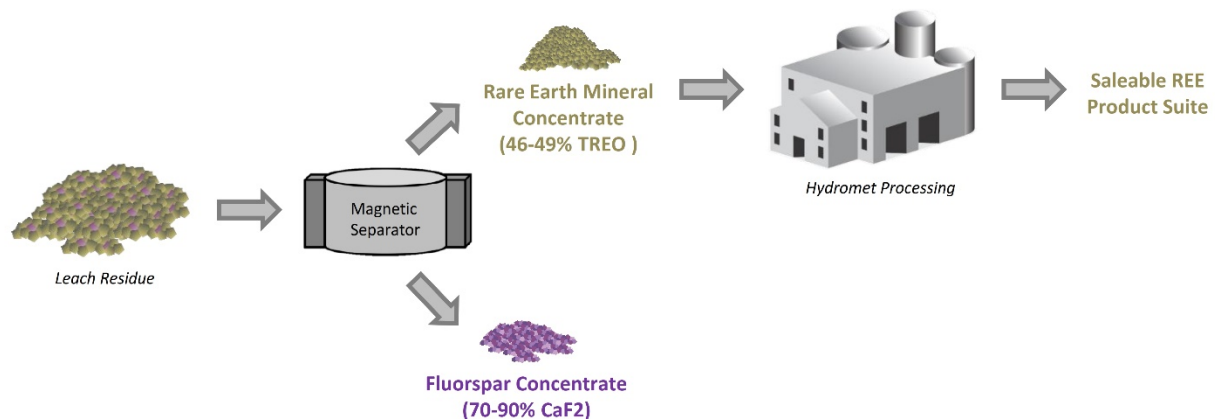 Rare Earth Mineral
Concentrate
(46-49% TREO )
Saleable REE
Product Suite
Hydromet Processing
Magnetic
Separator
Leach Residue
Fluorspar Concentrate
(70-90% CaF2)